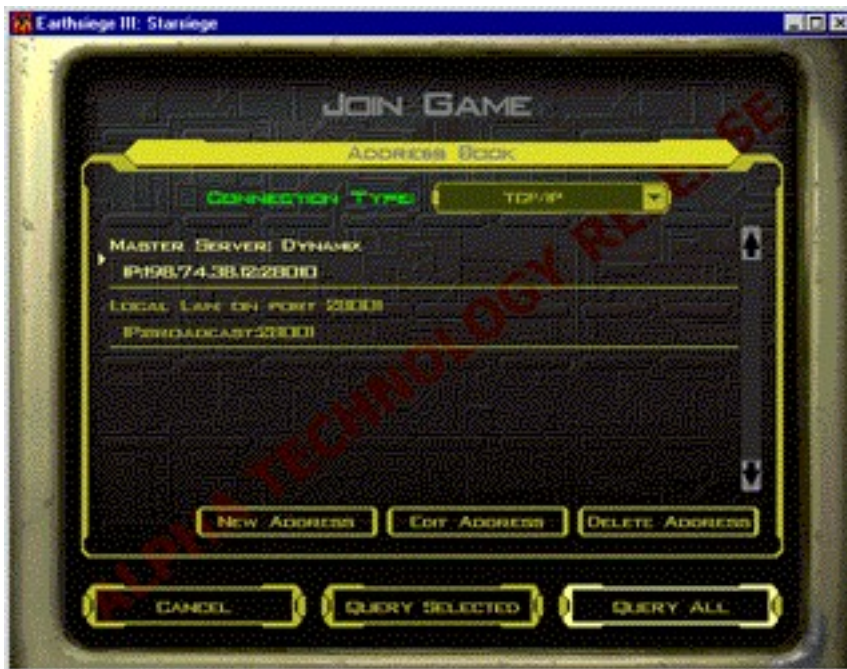 Earthsiege III: Starsiege
JOIN GAME
ADDRESS BOOK
CONNECTION TYPE: TCP/IP
MASTER SERVER: DYNAMIX
IP:198.74.38.12:28010
LOCAL LAN ON PORT 28001
IP:BROADCAST:28001
NEW ADDRESS EDIT ADDRESS DELETE ADDRESS
CANCEL QUERY SELECTED QUERY ALL
ALPHA TECHNOLOGY RELEASE